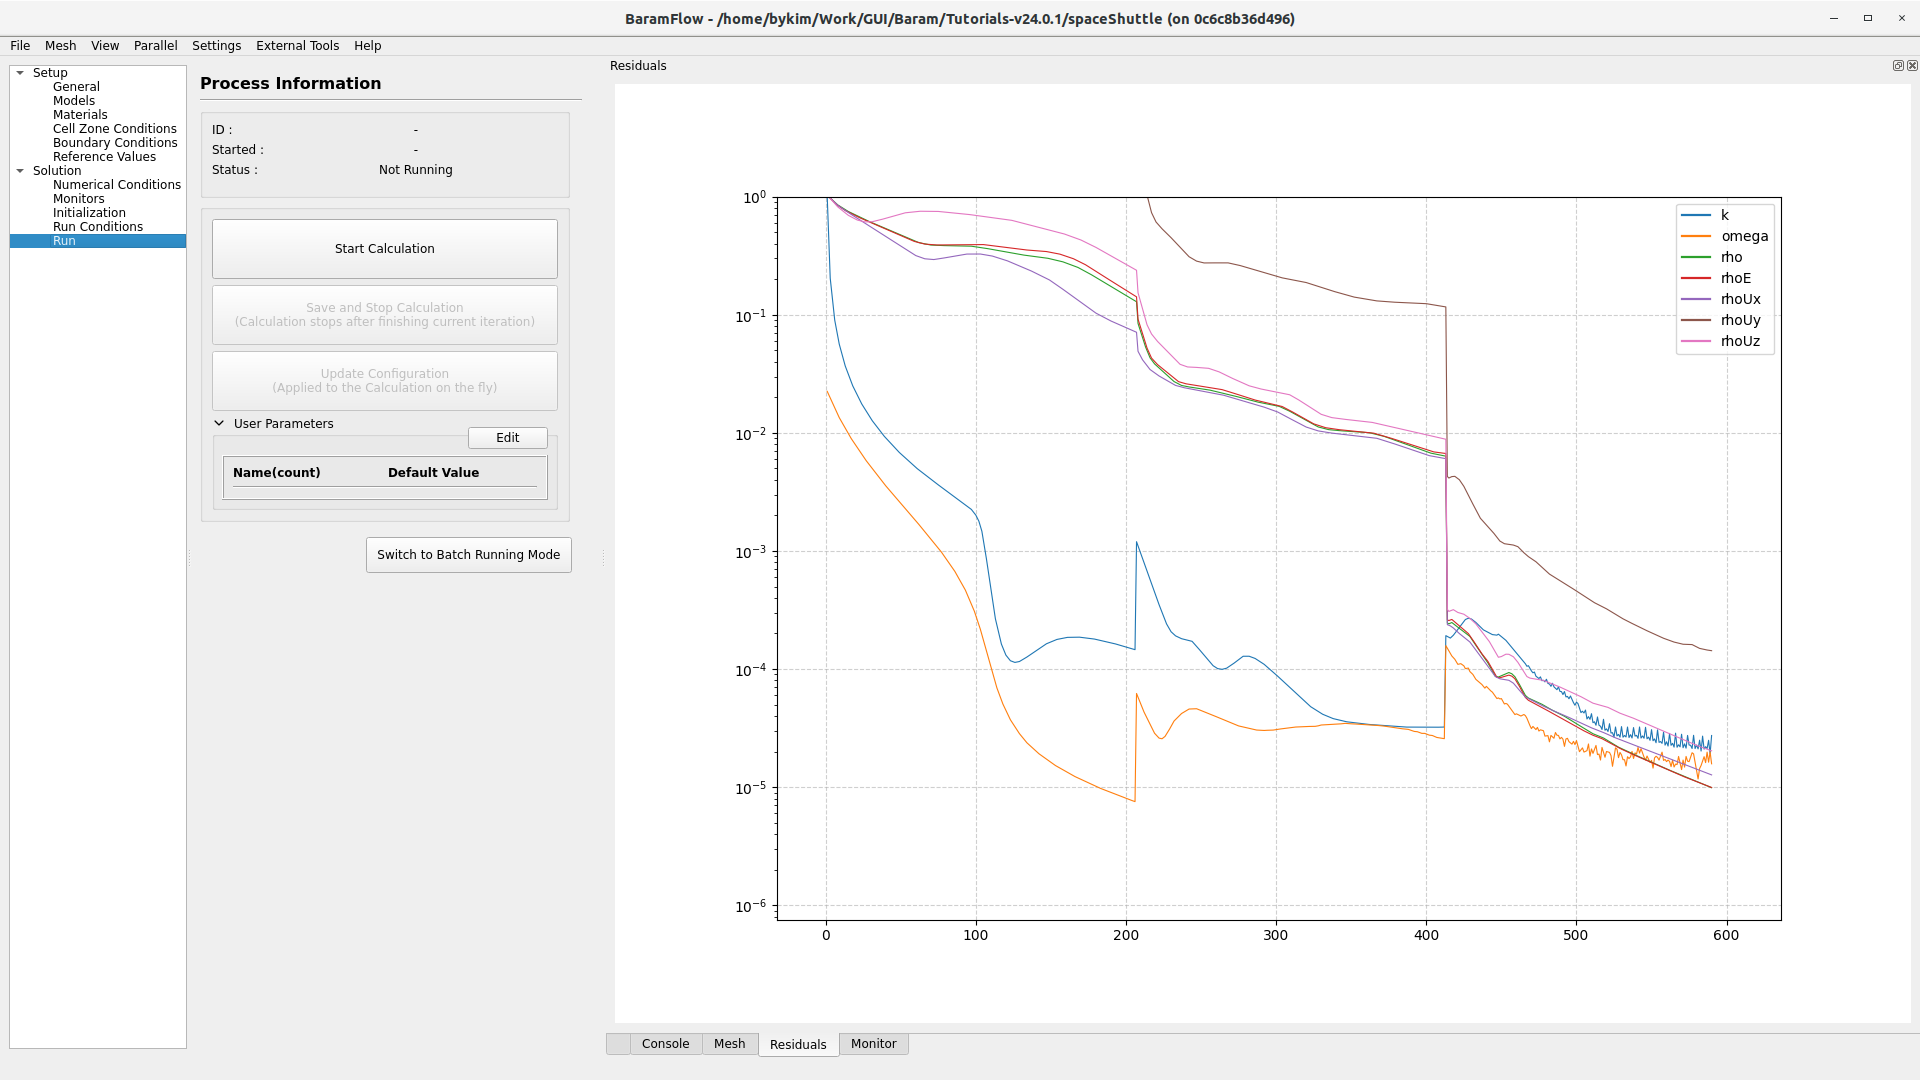 BaramFlow - /home/bykim/Work/GUI/Baram/Tutorials-v24.0.1/spaceShuttle (on 0c6c8b36d496)
File Mesh View Parallel Settings External Tools Help
Setup
General
Models
Materials
Cell Zone Conditions
Boundary Conditions
Reference Values
Solution
Numerical Conditions
Monitors
Initialization
Run Conditions
Run
Process Information
ID : -
Started : -
Status : Not Running
Start Calculation
Save and Stop Calculation
(Calculation stops after finishing current iteration)
Update Configuration
(Applied to the Calculation on the fly)
User Parameters
Edit
Name(count) Default Value
Switch to Batch Running Mode
Residuals
10⁰
10⁻¹
10⁻²
10⁻³
10⁻⁴
10⁻⁵
10⁻⁶
0 100 200 300 400 500 600
k
omega
rho
rhoE
rhoUx
rhoUy
rhoUz
Console Mesh Residuals Monitor